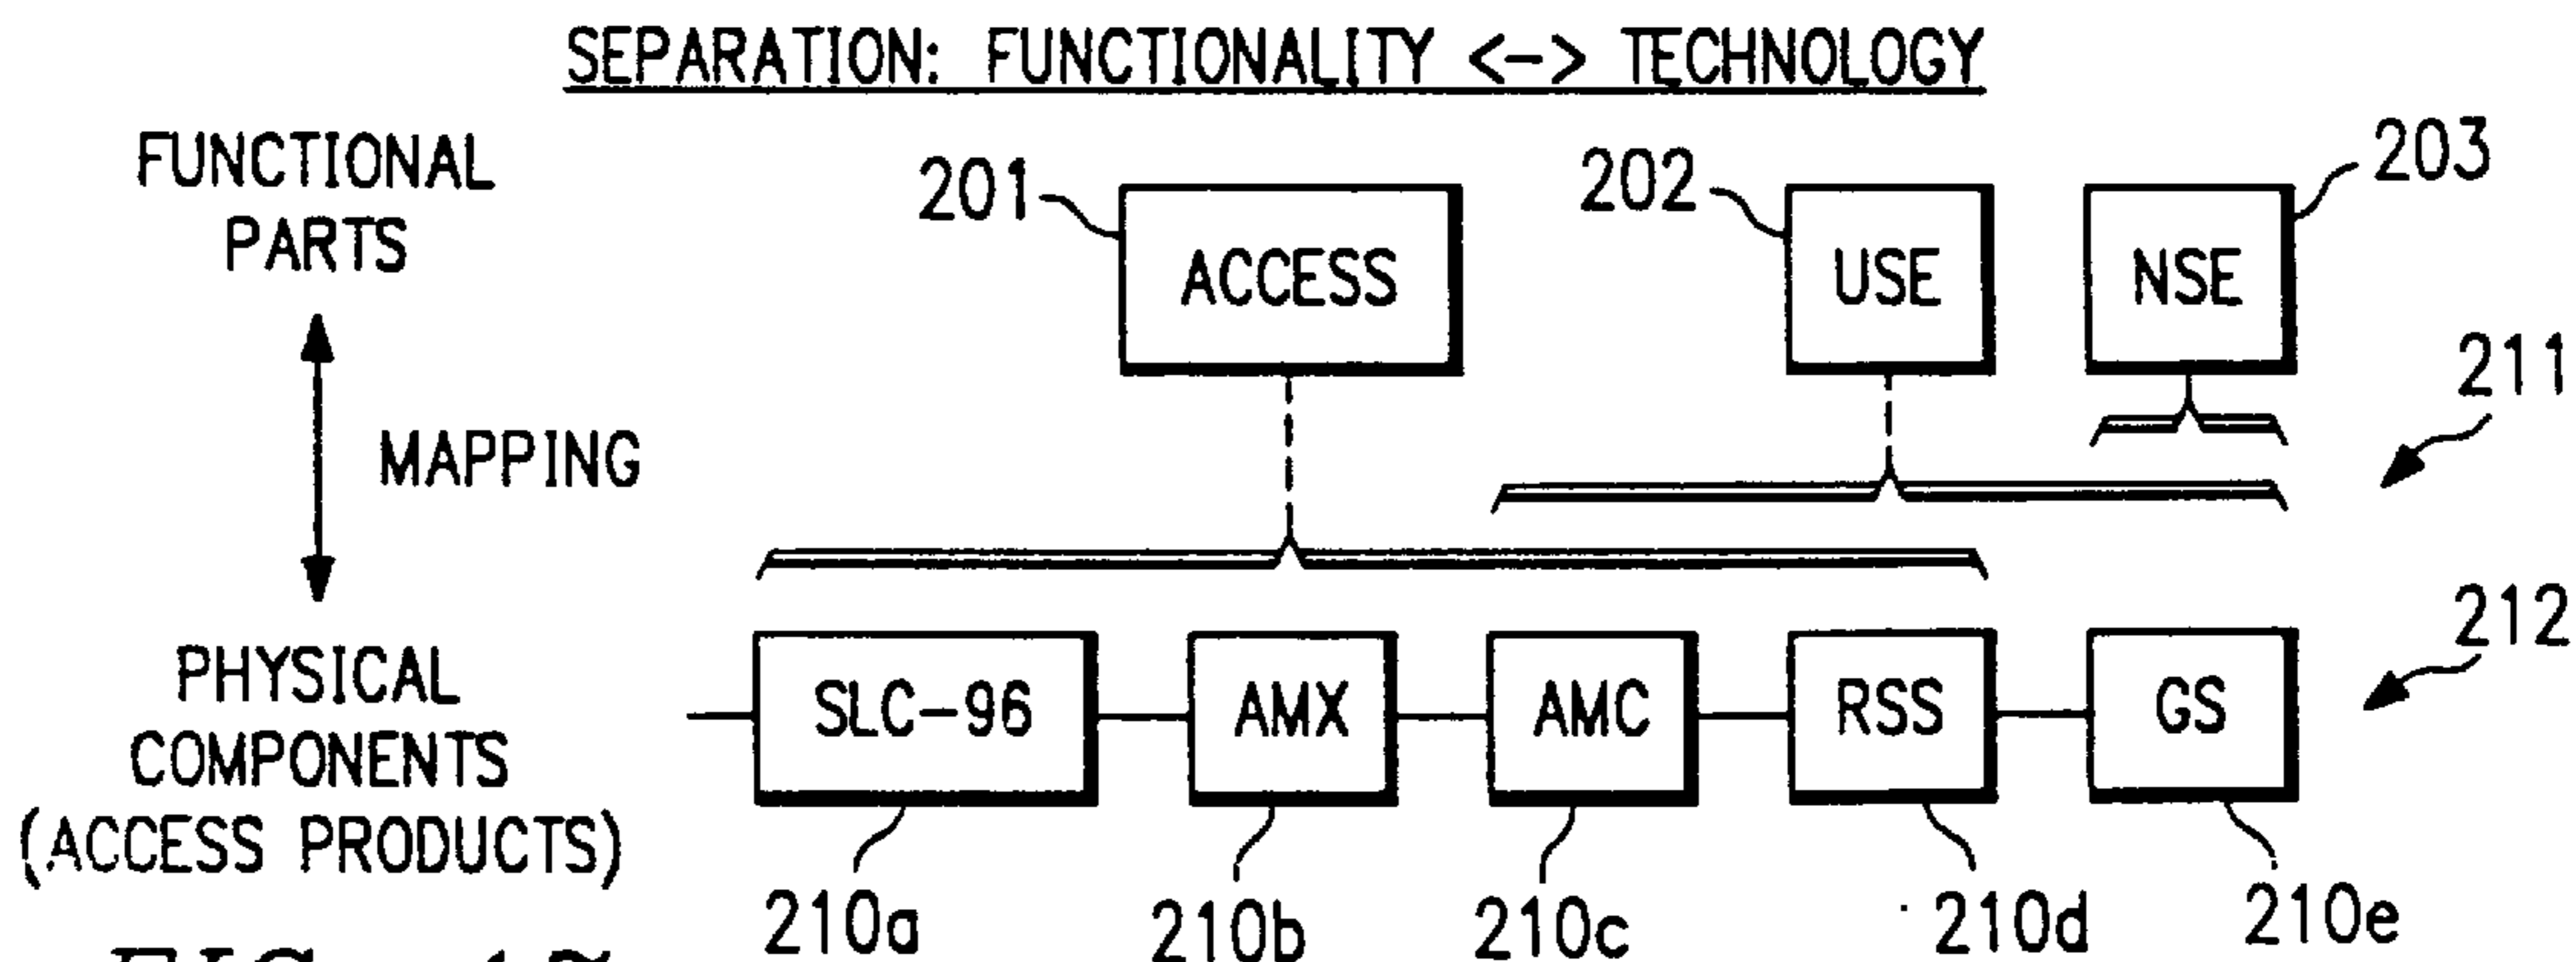 SEPARATION: FUNCTIONALITY <-> TECHNOLOGY
FUNCTIONAL
PARTS
MAPPING
PHYSICAL
COMPONENTS
(ACCESS PRODUCTS)
201
ACCESS
202
USE
203
NSE
211
212
SLC-96
AMX
AMC
RSS
GS
210a
210b
210c
210d
210e